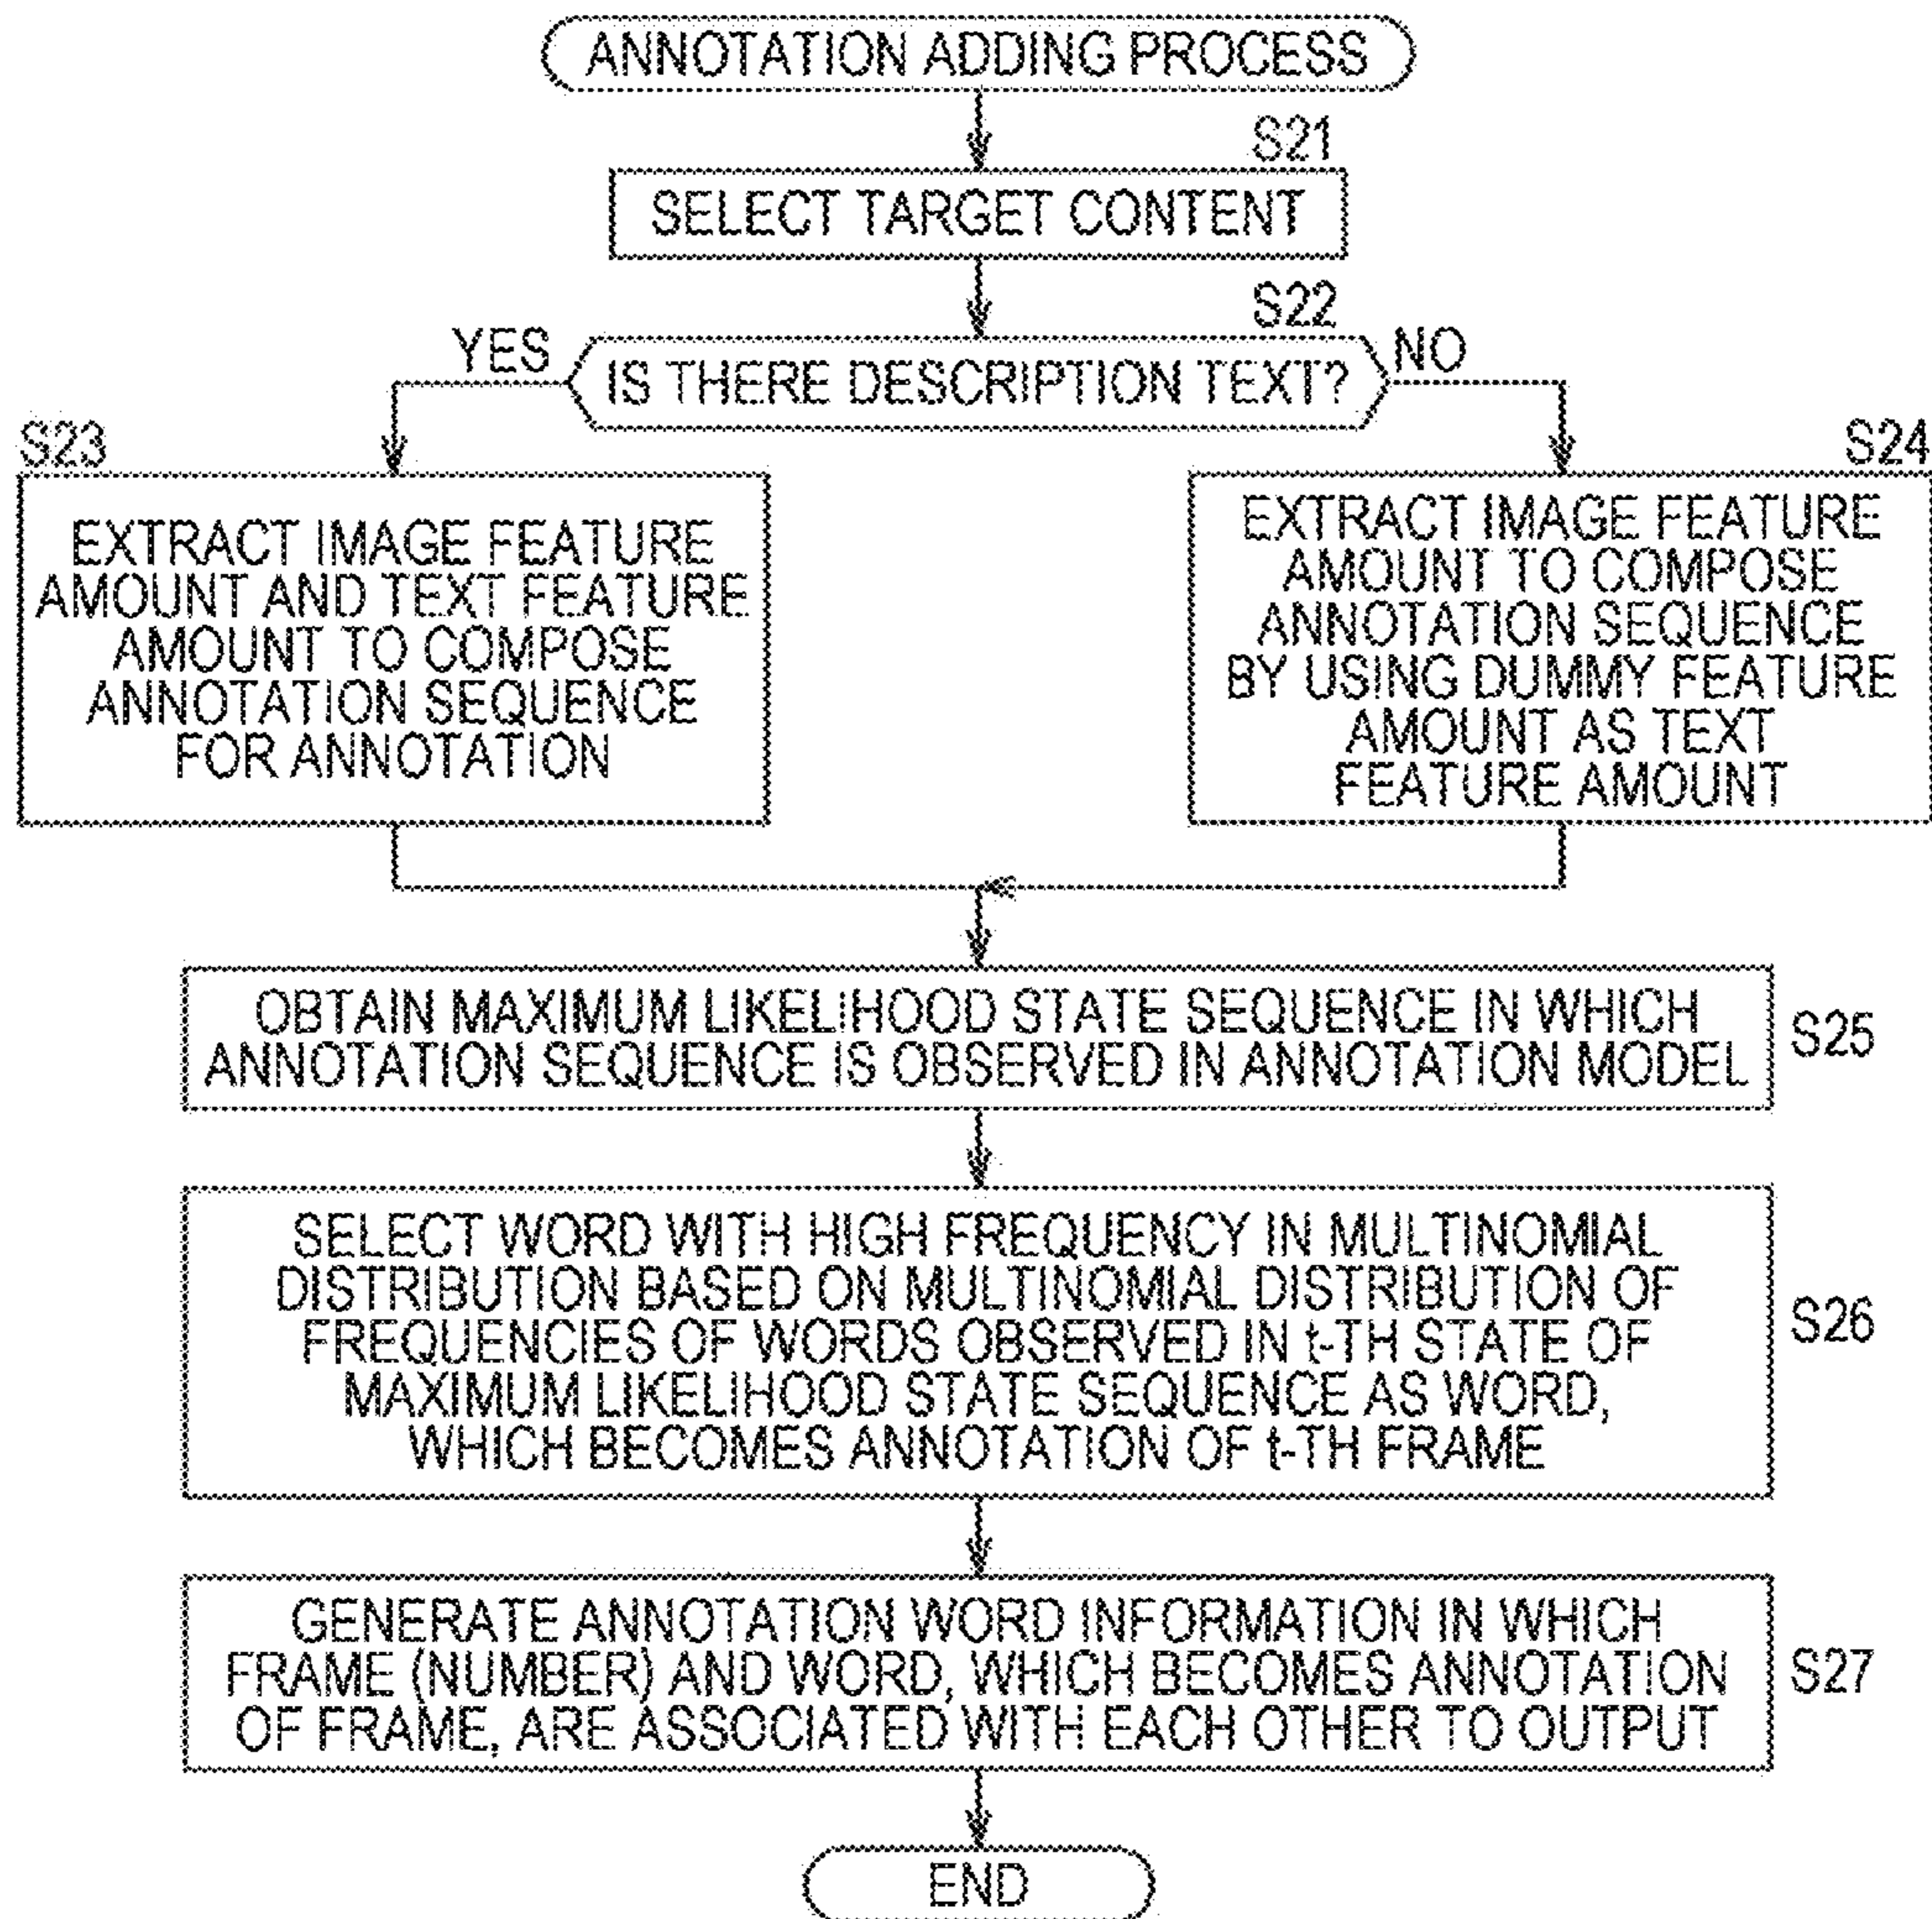 ANNOTATION ADDING PROCESS
S21
SELECT TARGET CONTENT
S22
YES
IS THERE DESCRIPTION TEXT?
NO
S23
EXTRACT IMAGE FEATURE
AMOUNT AND TEXT FEATURE
AMOUNT TO COMPOSE
ANNOTATION SEQUENCE
FOR ANNOTATION
S24
EXTRACT IMAGE FEATURE
AMOUNT TO COMPOSE
ANNOTATION SEQUENCE
BY USING DUMMY FEATURE
AMOUNT AS TEXT
FEATURE AMOUNT
OBTAIN MAXIMUM LIKELIHOOD STATE SEQUENCE IN WHICH
ANNOTATION SEQUENCE IS OBSERVED IN ANNOTATION MODEL
S25
SELECT WORD WITH HIGH FREQUENCY IN MULTINOMIAL
DISTRIBUTION BASED ON MULTINOMIAL DISTRIBUTION OF
FREQUENCIES OF WORDS OBSERVED IN t-TH STATE OF
MAXIMUM LIKELIHOOD STATE SEQUENCE AS WORD,
WHICH BECOMES ANNOTATION OF t-TH FRAME
S26
GENERATE ANNOTATION WORD INFORMATION IN WHICH
FRAME (NUMBER) AND WORD, WHICH BECOMES ANNOTATION
OF FRAME, ARE ASSOCIATED WITH EACH OTHER TO OUTPUT
S27
END